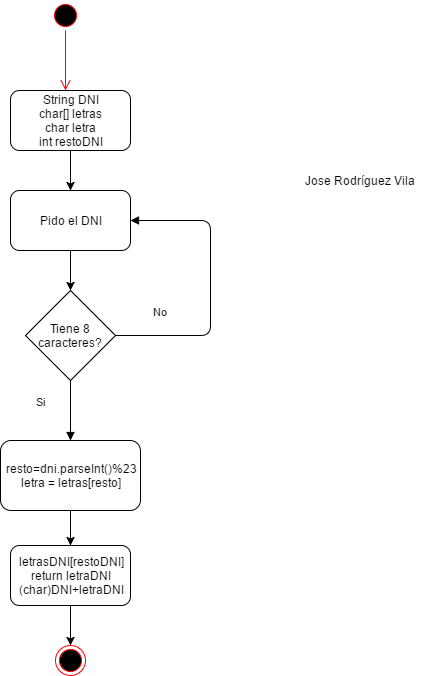 String DNI
char[] letras
char letra
int restoDNI
Jose Rodríguez Vila
Pido el DNI
No
Tiene 8
caracteres?
Si
resto=dni.parseInt()%23
letra = letras[resto]
letrasDNI[restoDNI]
return letraDNI
(char)DNI+letraDNI